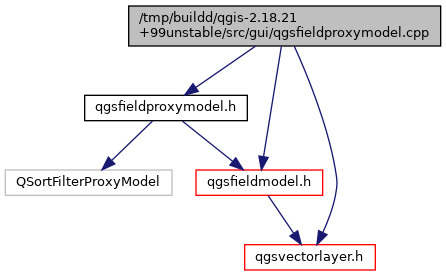 /tmp/buildd/qgis-2.18.21
+99unstable/src/gui/qgsfieldproxymodel.cpp
qgsfieldproxymodel.h
QSortFilterProxyModel
qgsfieldmodel.h
qgsvectorlayer.h